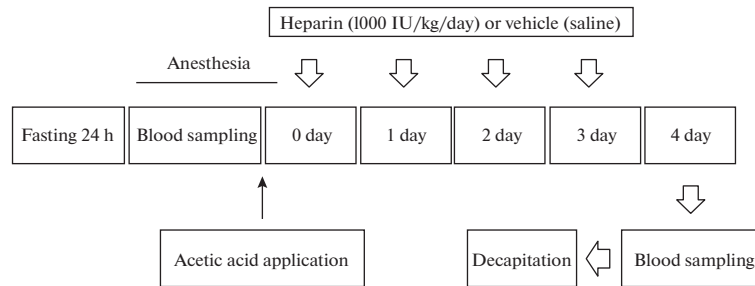 Heparin (1000 IU/kg/day) or vehicle (saline)
Anesthesia
Fasting 24 h
Blood sampling
0 day
1 day
2 day
3 day
4 day
Acetic acid application
Decapitation
Blood sampling